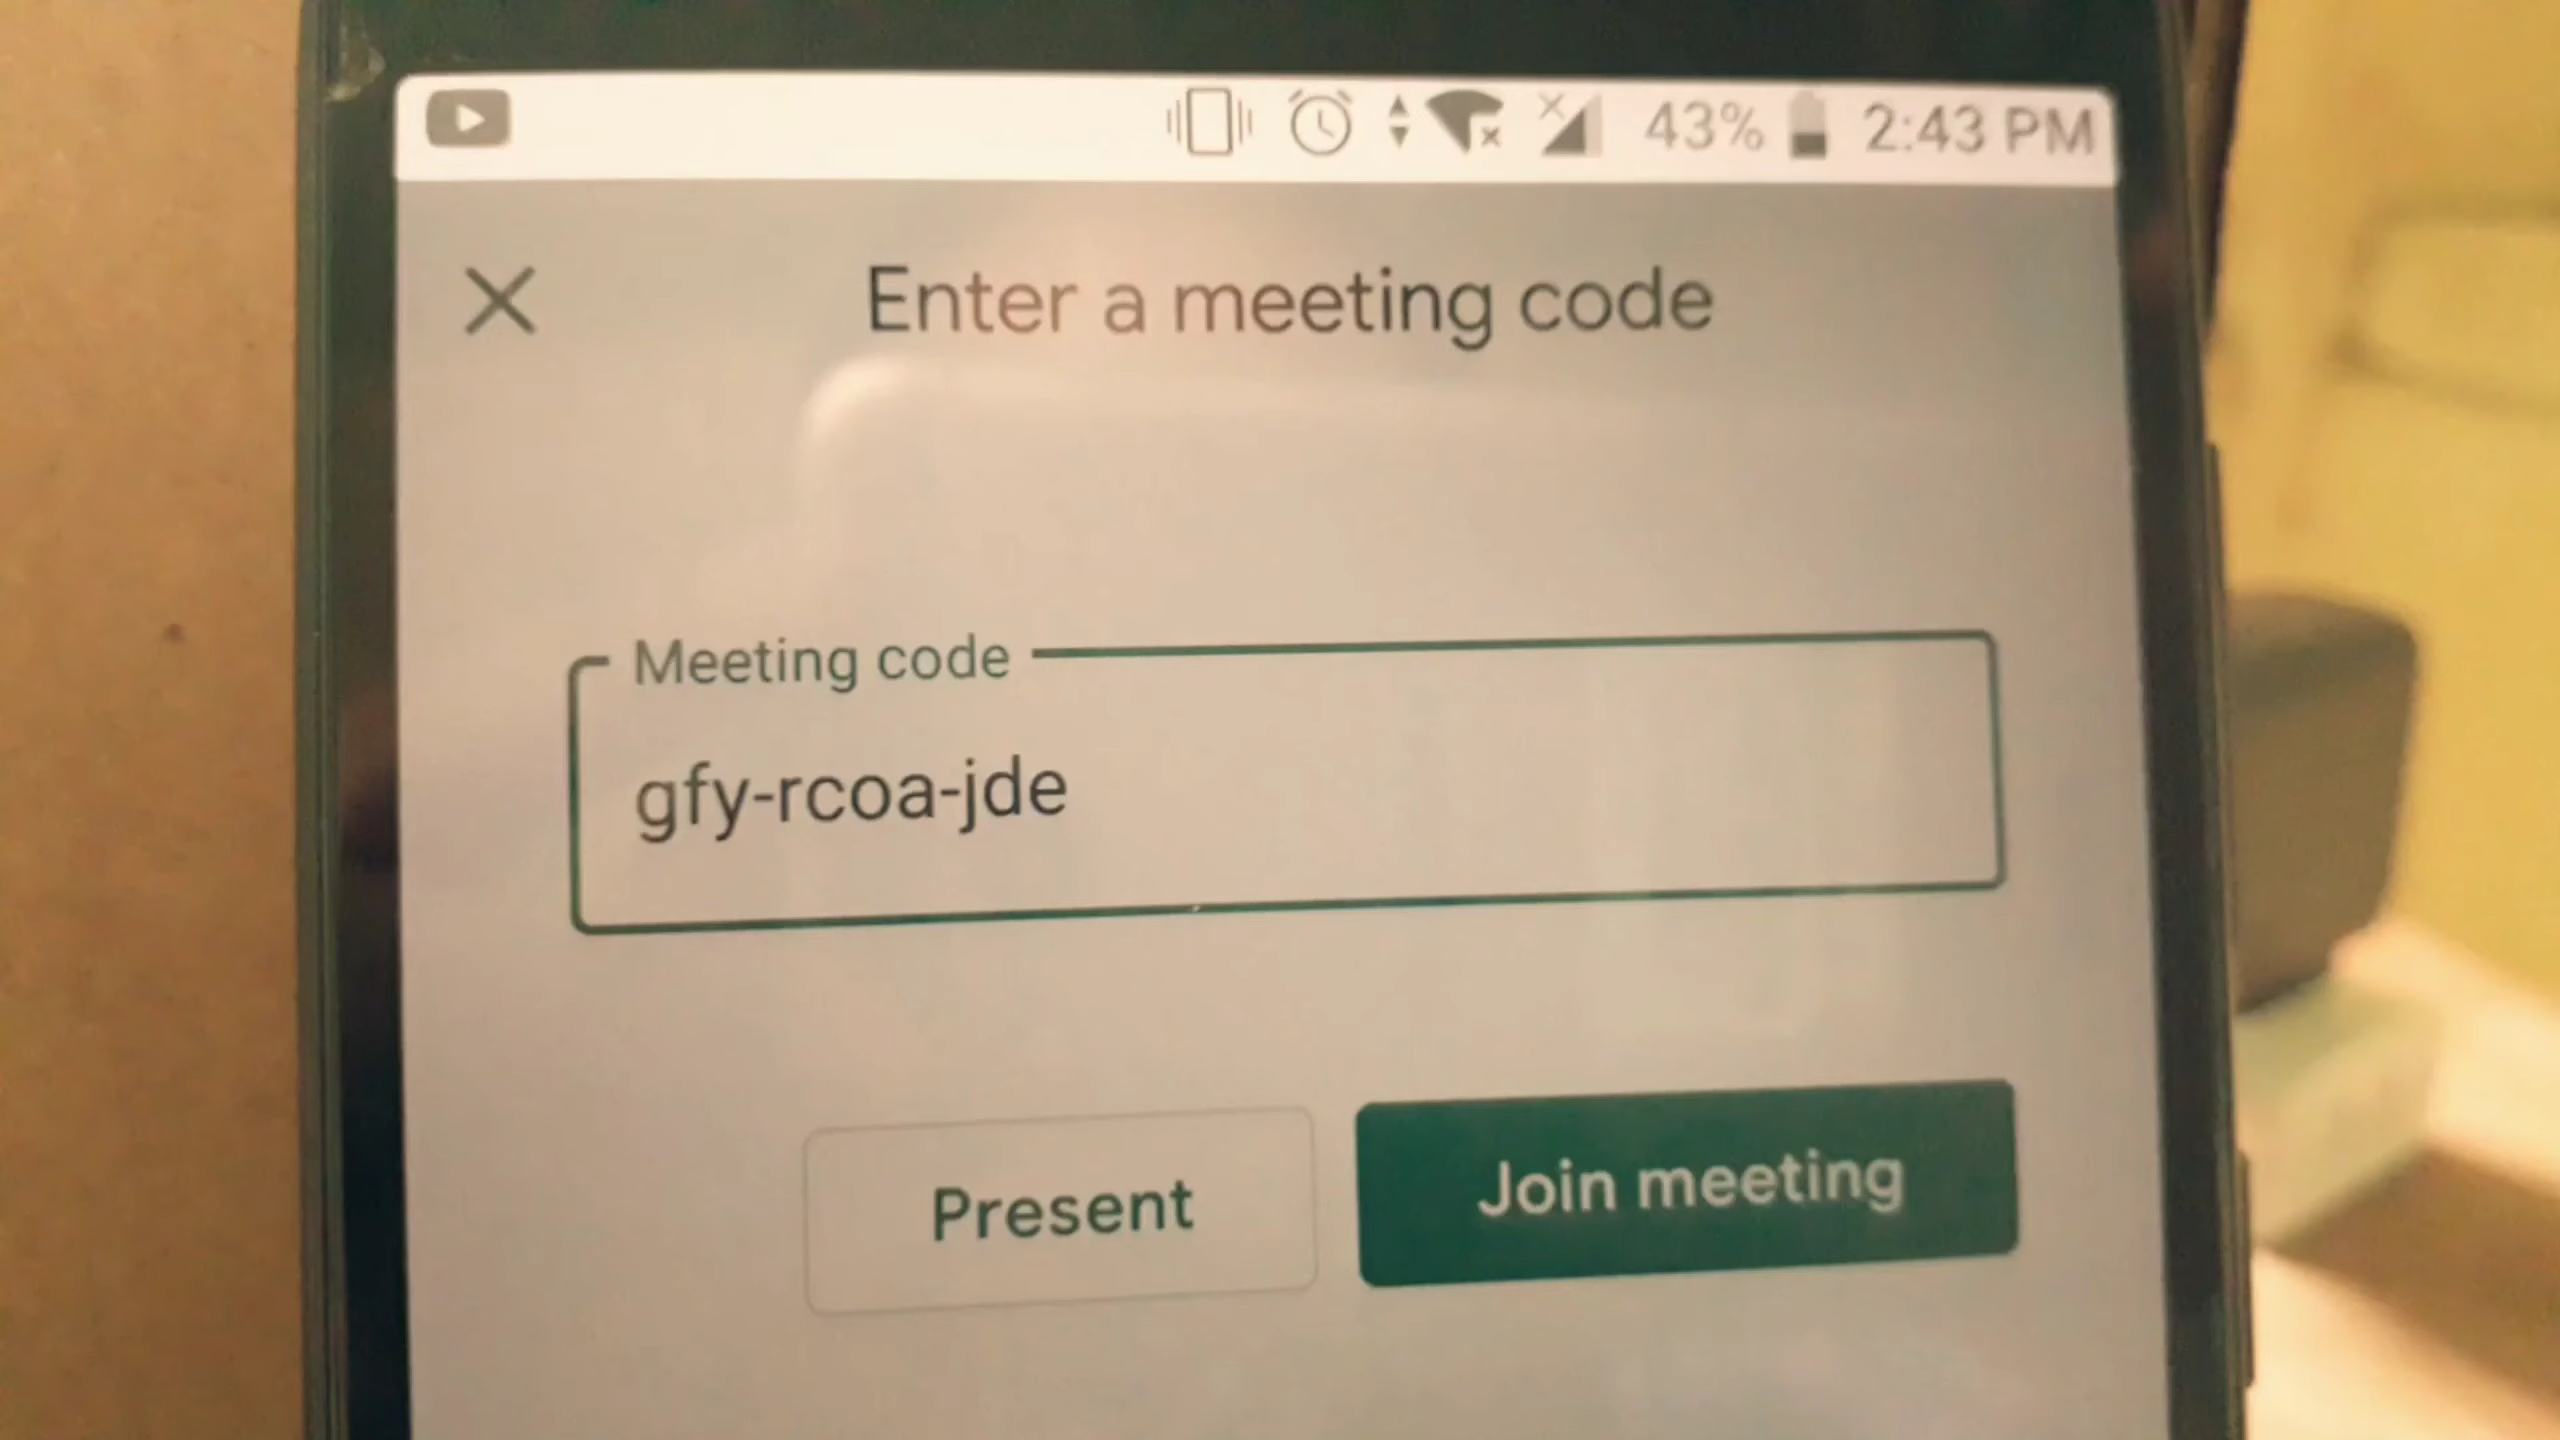 43% 2:43 PM
Enter a meeting code
Meeting code
gfy-rcoa-jde
Present
Join meeting